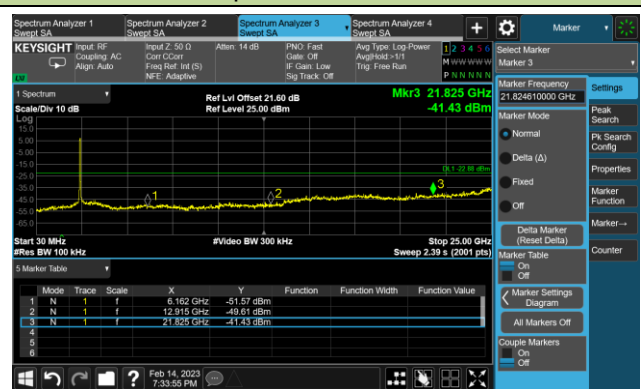 Spectrum Analyzer 1
Swept SA
Spectrum Analyzer 2
Swept SA
Spectrum Analyzer 3
Swept SA
Spectrum Analyzer 4
Swept SA
Marker
KEYSIGHT
Input: RF
Coupling: AC
Align: Auto
Input Z: 50 Ω
Corr CCorr
Freq Ref: Int (S)
NFE: Adaptive
Atten: 14 dB
PNO: Fast
Gate: Off
IF Gain: Low
Sig Track: Off
Avg Type: Log-Power
Avg|Hold:>1/1
Trig: Free Run
1 2 3 4 5 6
M W W W W W
P N N N N N
LXI
Select Marker
Marker 3
1 Spectrum
Scale/Div 10 dB
Ref Lvl Offset 21.60 dB
Ref Level 25.00 dBm
Mkr3 21.825 GHz
-41.43 dBm
Log
15.0
5.00
-5.00
-15.0
-25.0
-35.0
-45.0
-55.0
-65.0
DL1 -22.88 dBm
1
2
3
Start 30 MHz
#Res BW 100 kHz
#Video BW 300 kHz
Stop 25.00 GHz
Sweep 2.39 s (2001 pts)
5 Marker Table
Mode Trace Scale X Y Function Function Width Function Value
1 N 1 f 6.162 GHz -51.57 dBm
2 N 1 f 12.915 GHz -49.61 dBm
3 N 1 f 21.825 GHz -41.43 dBm
4
5
6
Marker Frequency
21.824610000 GHz
Marker Mode
Normal
Delta (Δ)
Fixed
Off
Delta Marker
(Reset Delta)
Marker Table
On
Off
Marker Settings
Diagram
All Markers Off
Couple Markers
On
Off
Settings
Peak
Search
Pk Search
Config
Properties
Marker
Function
Marker→
Counter
?
Feb 14, 2023
7:33:55 PM